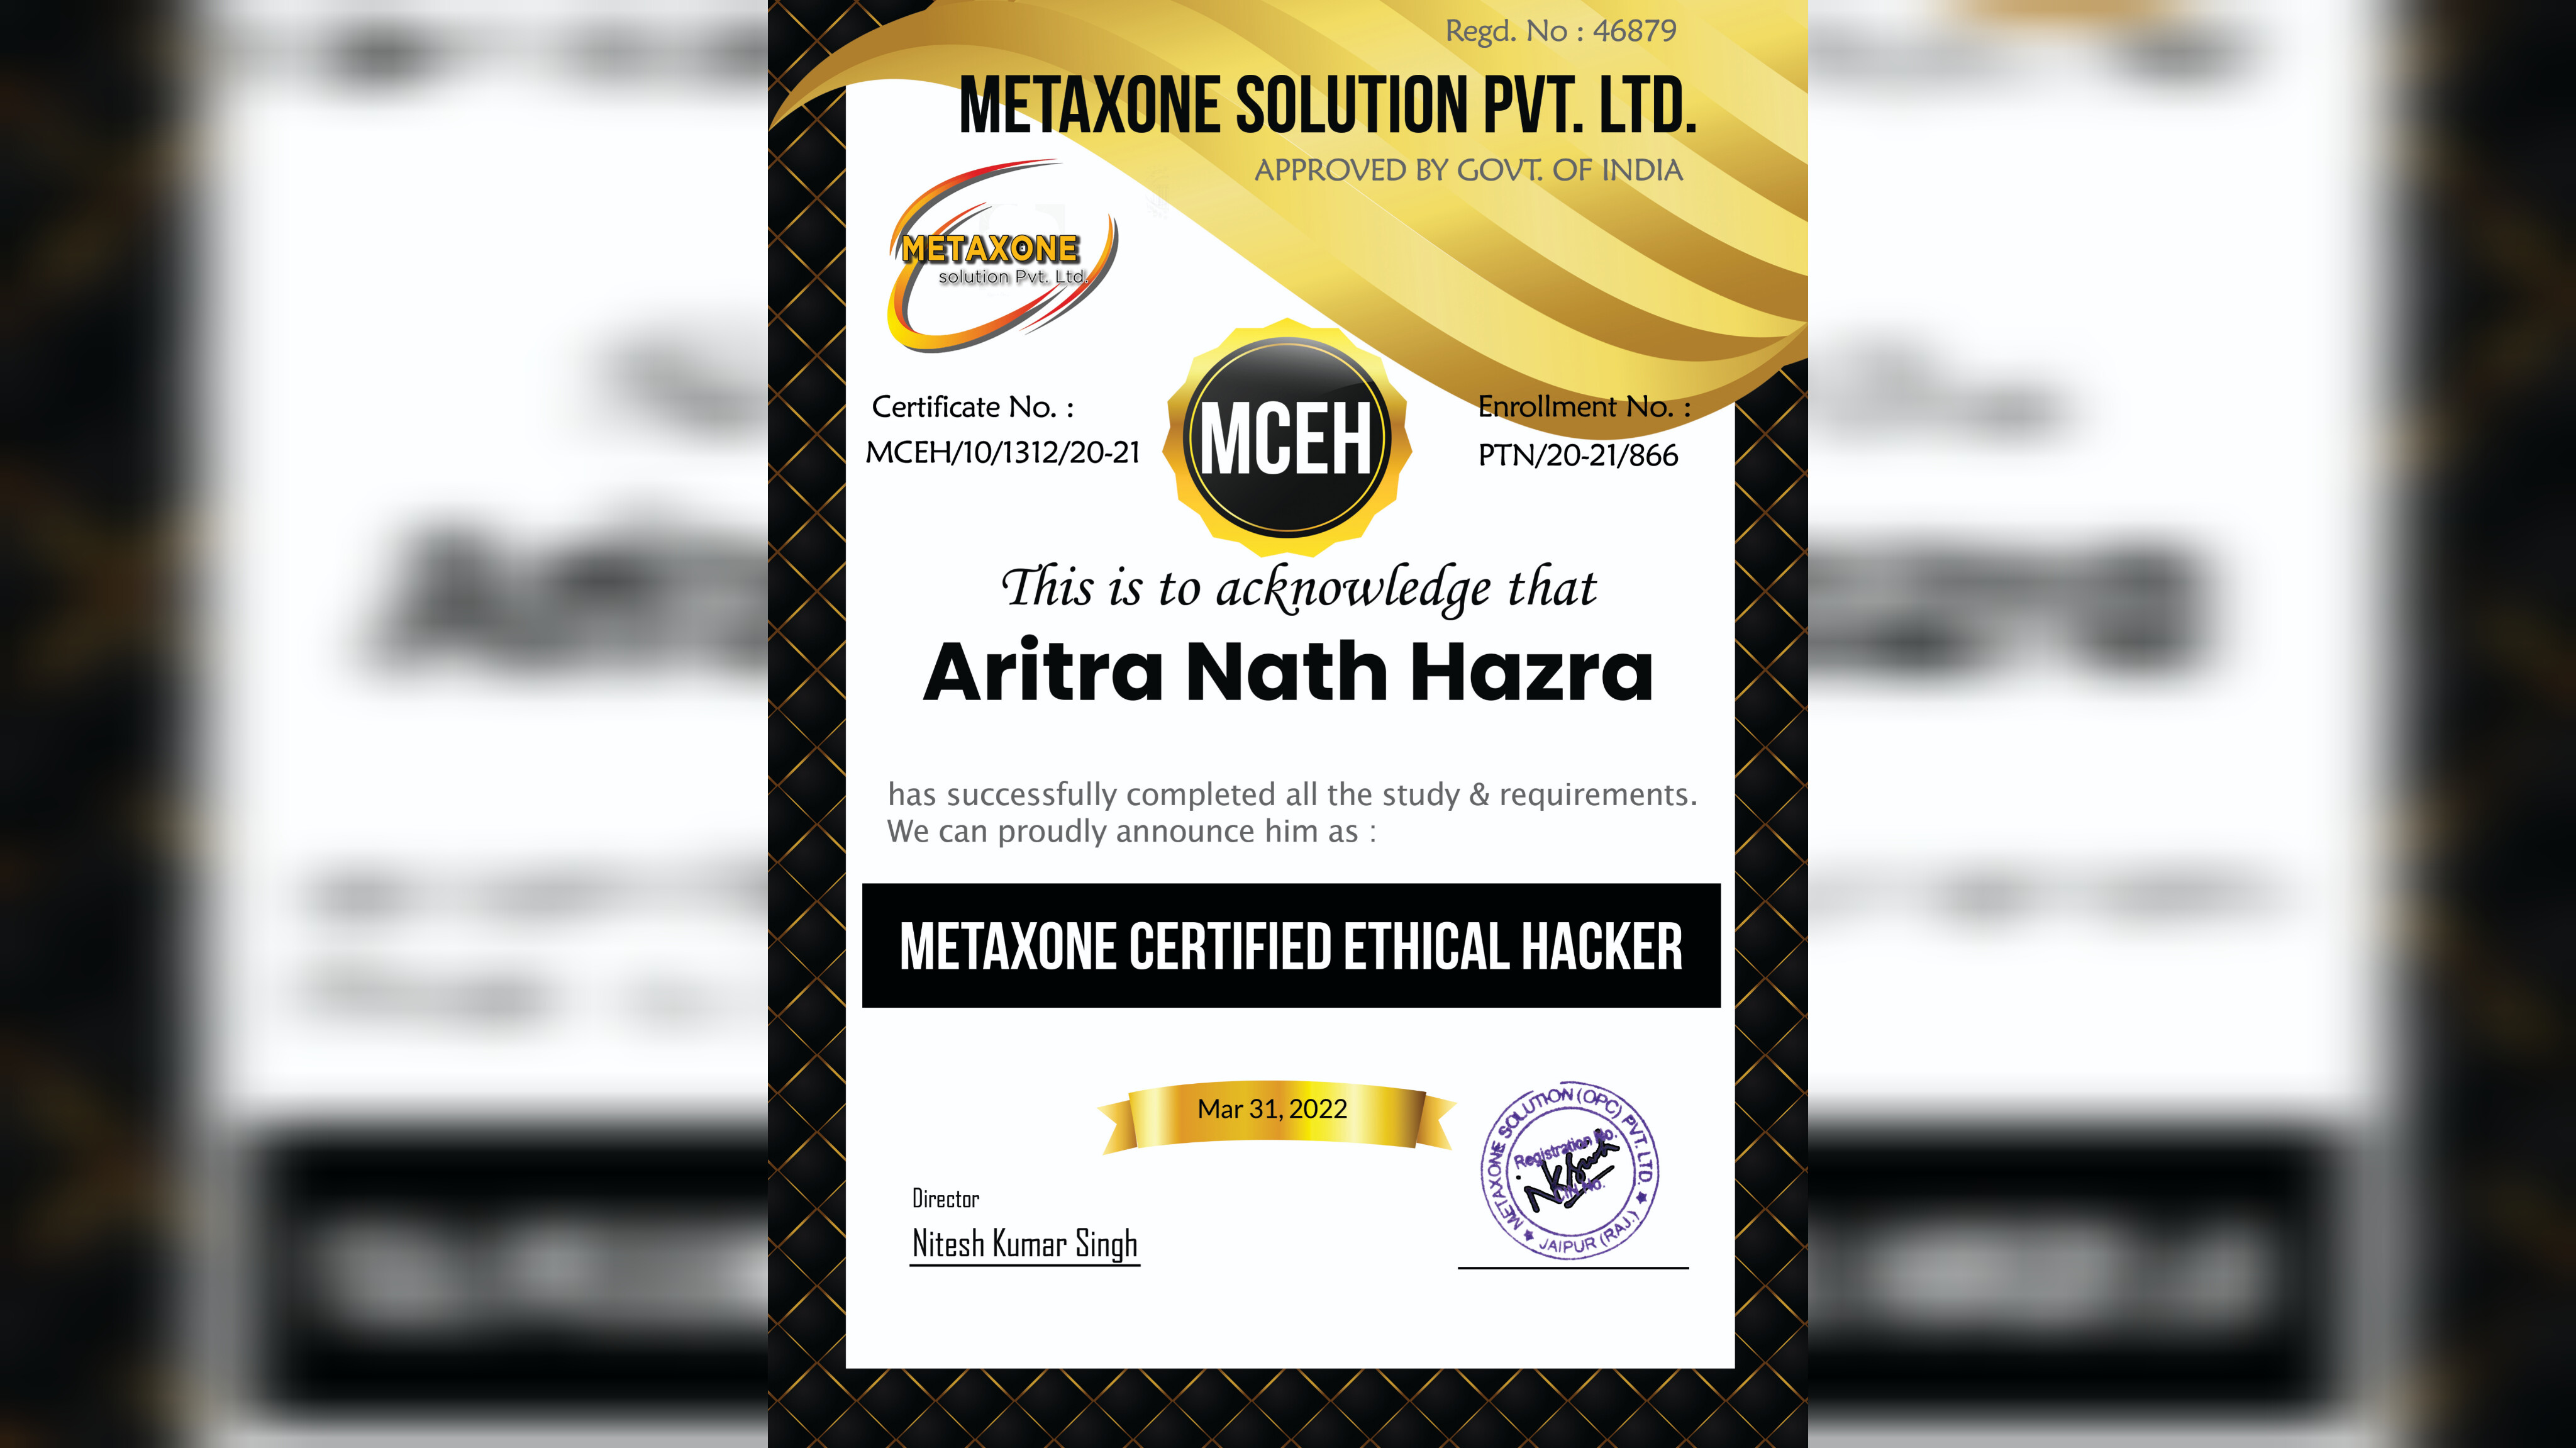 Regd. No : 46879
METAXONE SOLUTION PVT. LTD.
APPROVED BY GOVT. OF INDIA
METAXONE
solution Pvt. Ltd.
Certificate No. :
MCEH/10/1312/20-21
MCEH
Enrollment No. :
PTN/20-21/866
This is to acknowledge that
Aritra Nath Hazra
has successfully completed all the study & requirements.
We can proudly announce him as :
METAXONE CERTIFIED ETHICAL HACKER
Mar 31, 2022
Director
Nitesh Kumar Singh
METAXONE SOLUTION (OPC) PVT. LTD.
Registration No.
CIN No.
JAIPUR (RAJ.)